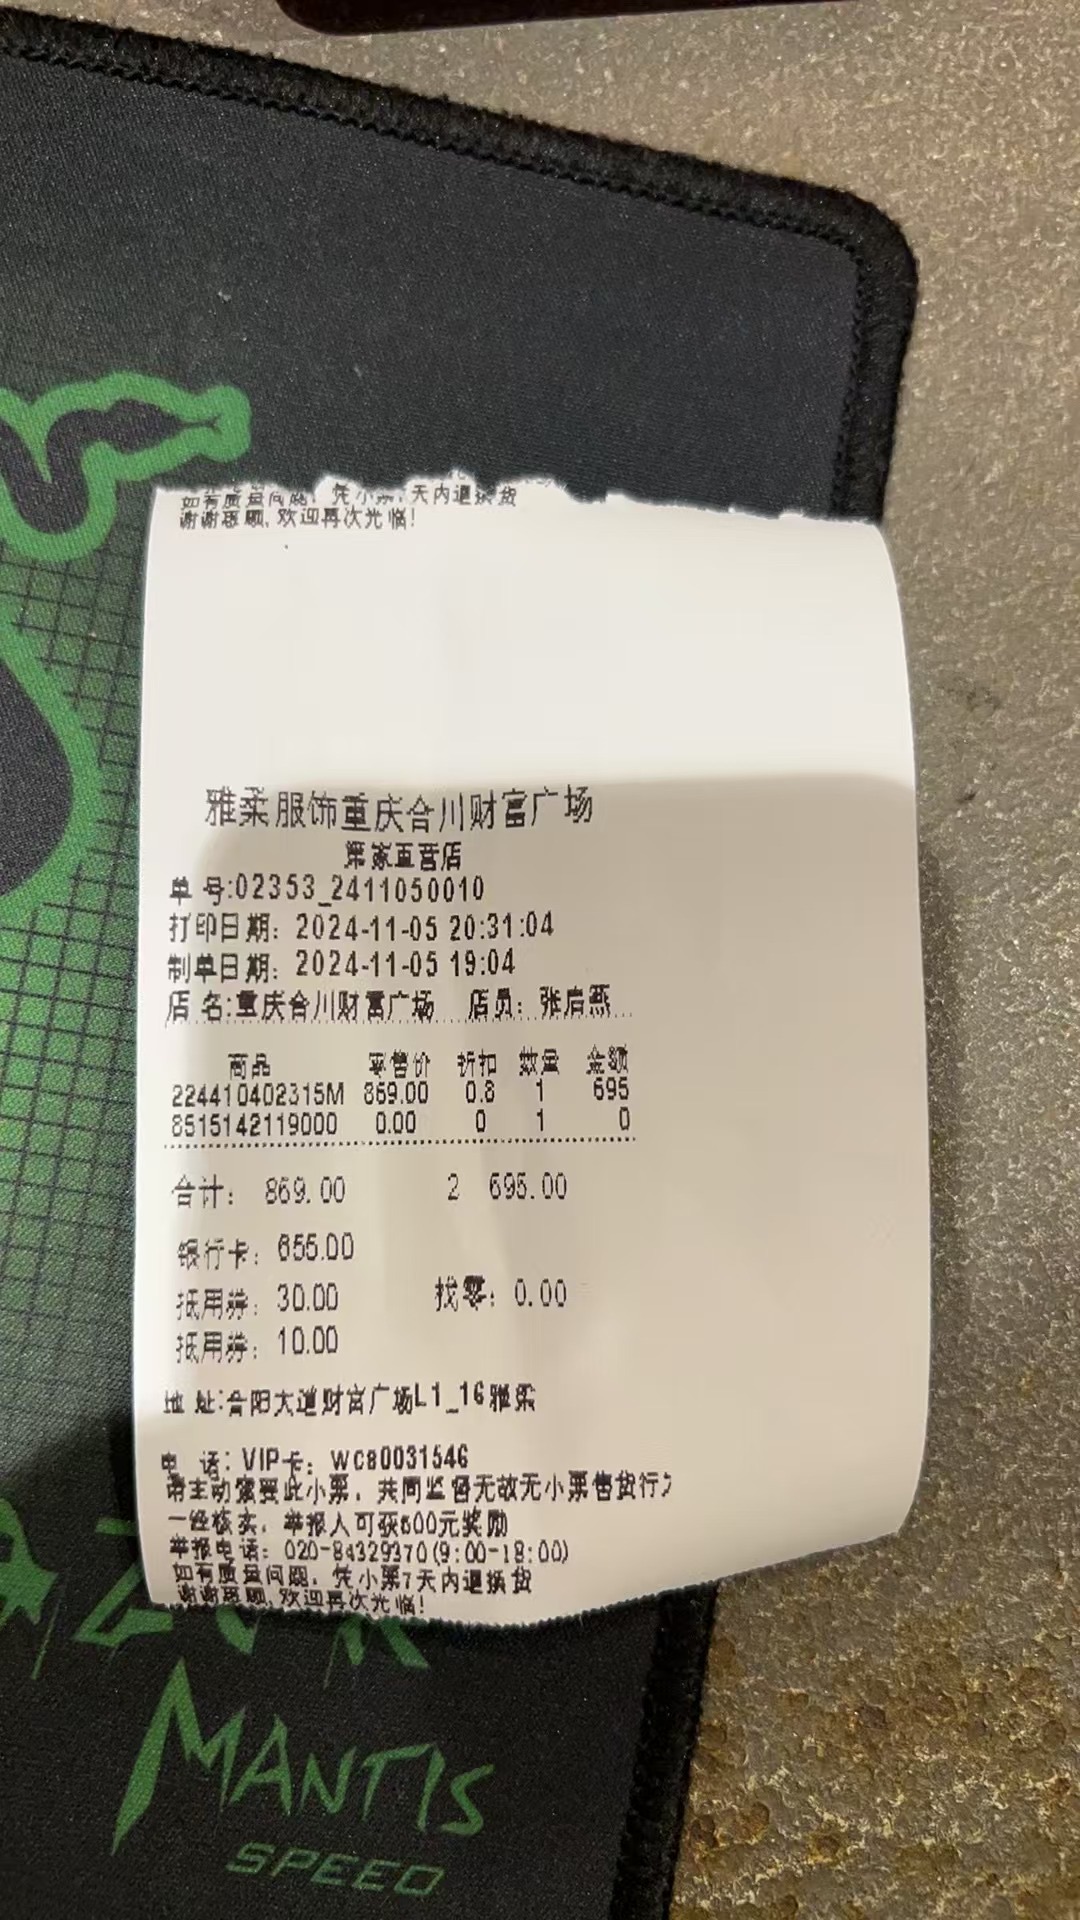 如有质量问题，凭小票7天内退换货
谢谢惠顾,欢迎再次光临!
雅柔服饰重庆合川财富广场
第家直营店
单 号:02353_2411050010
打印日期: 2024-11-05 20:31:04
制单日期: 2024-11-05 19:04
店 名:重庆合川财富广场 店员: 张启燕
商品 零售价 折扣 数量 金额
224410402315M 869.00 0.8 1 695
8515142119000 0.00 0 1 0
合计: 869.00 2 695.00
银行卡: 655.00
抵用券: 30.00 找零: 0.00
抵用券: 10.00
地 址:合阳大道财富广场L1_16雅柔
电 话: VIP卡: WC80031546
请主动索要此小票，共同监督无故无小票售货行
一经核实，举报人可获500元奖励
举报电话: 020-84329370(9:00-18:00)
如有质量问题，凭小票7天内退换货
谢谢惠顾,欢迎再次光临!
MANTIS
SPEED